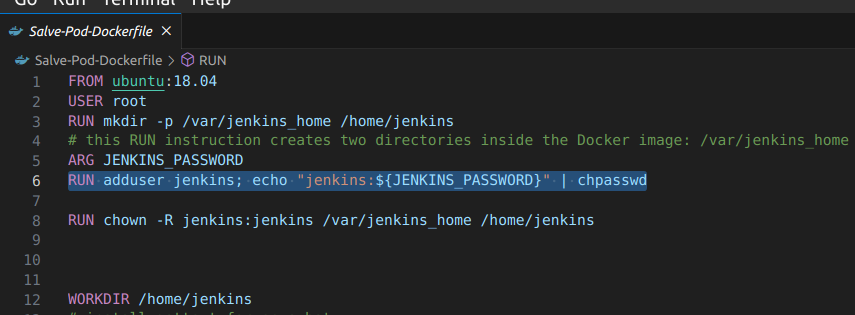 Go Run Terminal Help
Salve-Pod-Dockerfile ×
Salve-Pod-Dockerfile > RUN
1 FROM ubuntu:18.04
2 USER root
3 RUN mkdir -p /var/jenkins_home /home/jenkins
4 # this RUN instruction creates two directories inside the Docker image: /var/jenkins_home
5 ARG JENKINS_PASSWORD
6 RUN adduser jenkins; echo "jenkins:${JENKINS_PASSWORD}" | chpasswd
7
8 RUN chown -R jenkins:jenkins /var/jenkins_home /home/jenkins
9
10
11
12 WORKDIR /home/jenkins